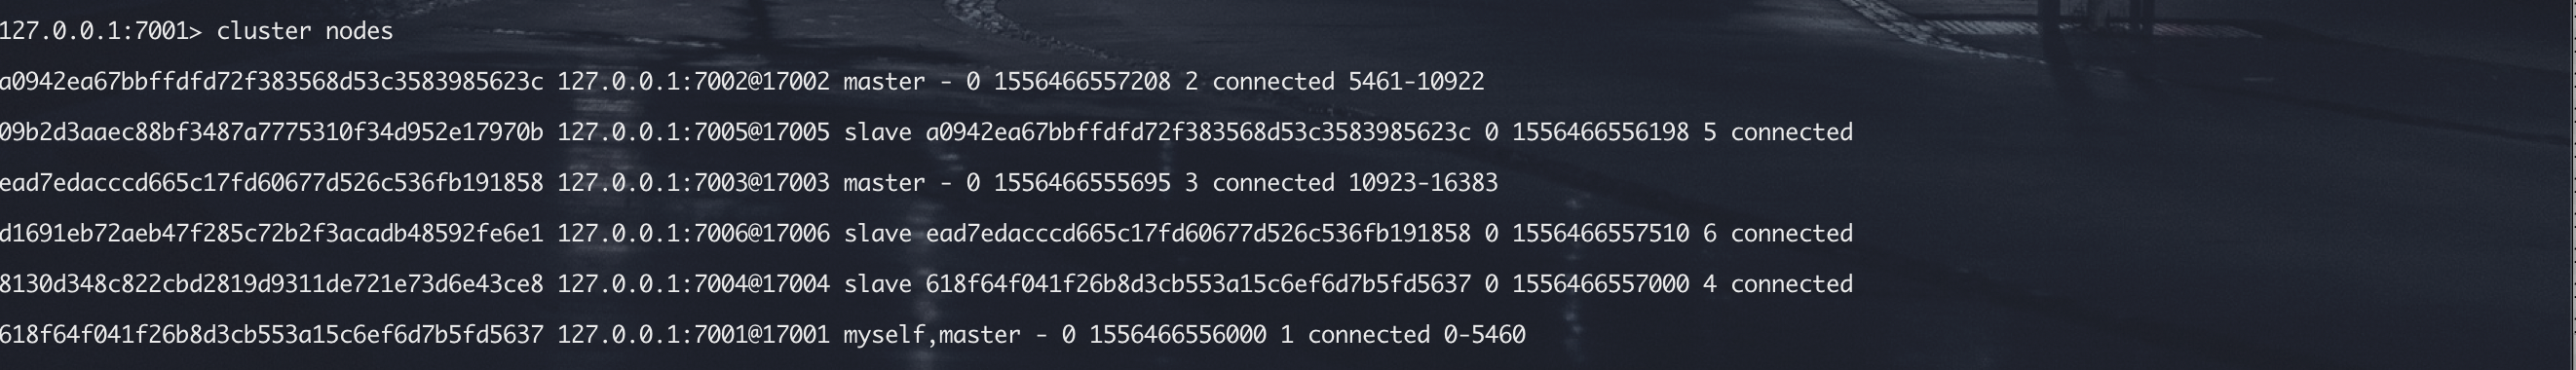 127.0.0.1:7001> cluster nodes
a0942ea67bbffdfd72f383568d53c3583985623c 127.0.0.1:7002@17002 master - 0 1556466557208 2 connected 5461-10922
09b2d3aaec88bf3487a7775310f34d952e17970b 127.0.0.1:7005@17005 slave a0942ea67bbffdfd72f383568d53c3583985623c 0 1556466556198 5 connected
ead7edacccd665c17fd60677d526c536fb191858 127.0.0.1:7003@17003 master - 0 1556466555695 3 connected 10923-16383
d1691eb72aeb47f285c72b2f3acadb48592fe6e1 127.0.0.1:7006@17006 slave ead7edacccd665c17fd60677d526c536fb191858 0 1556466557510 6 connected
8130d348c822cbd2819d9311de721e73d6e43ce8 127.0.0.1:7004@17004 slave 618f64f041f26b8d3cb553a15c6ef6d7b5fd5637 0 1556466557000 4 connected
618f64f041f26b8d3cb553a15c6ef6d7b5fd5637 127.0.0.1:7001@17001 myself,master - 0 1556466556000 1 connected 0-5460